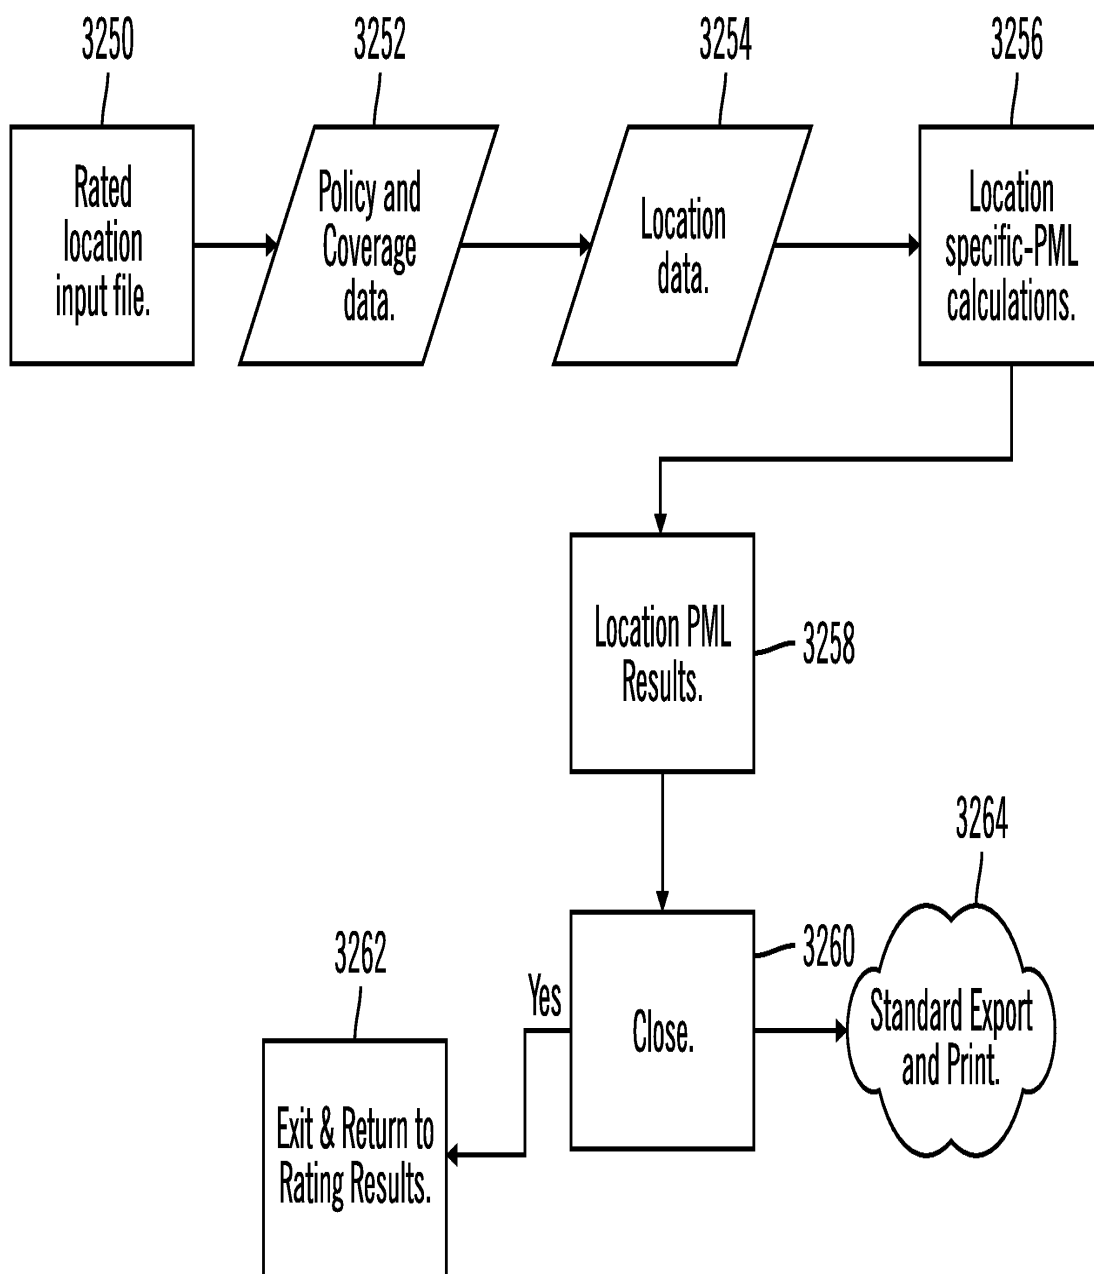 3250
3252
3254
3256
Rated
location
input file.
Policy and
Coverage
data.
Location
data.
Location
specific-PML
calculations.
Location PML
Results.
3258
3264
3262
3260
Yes
Close.
Standard Export
and Print.
Exit & Return to
Rating Results.